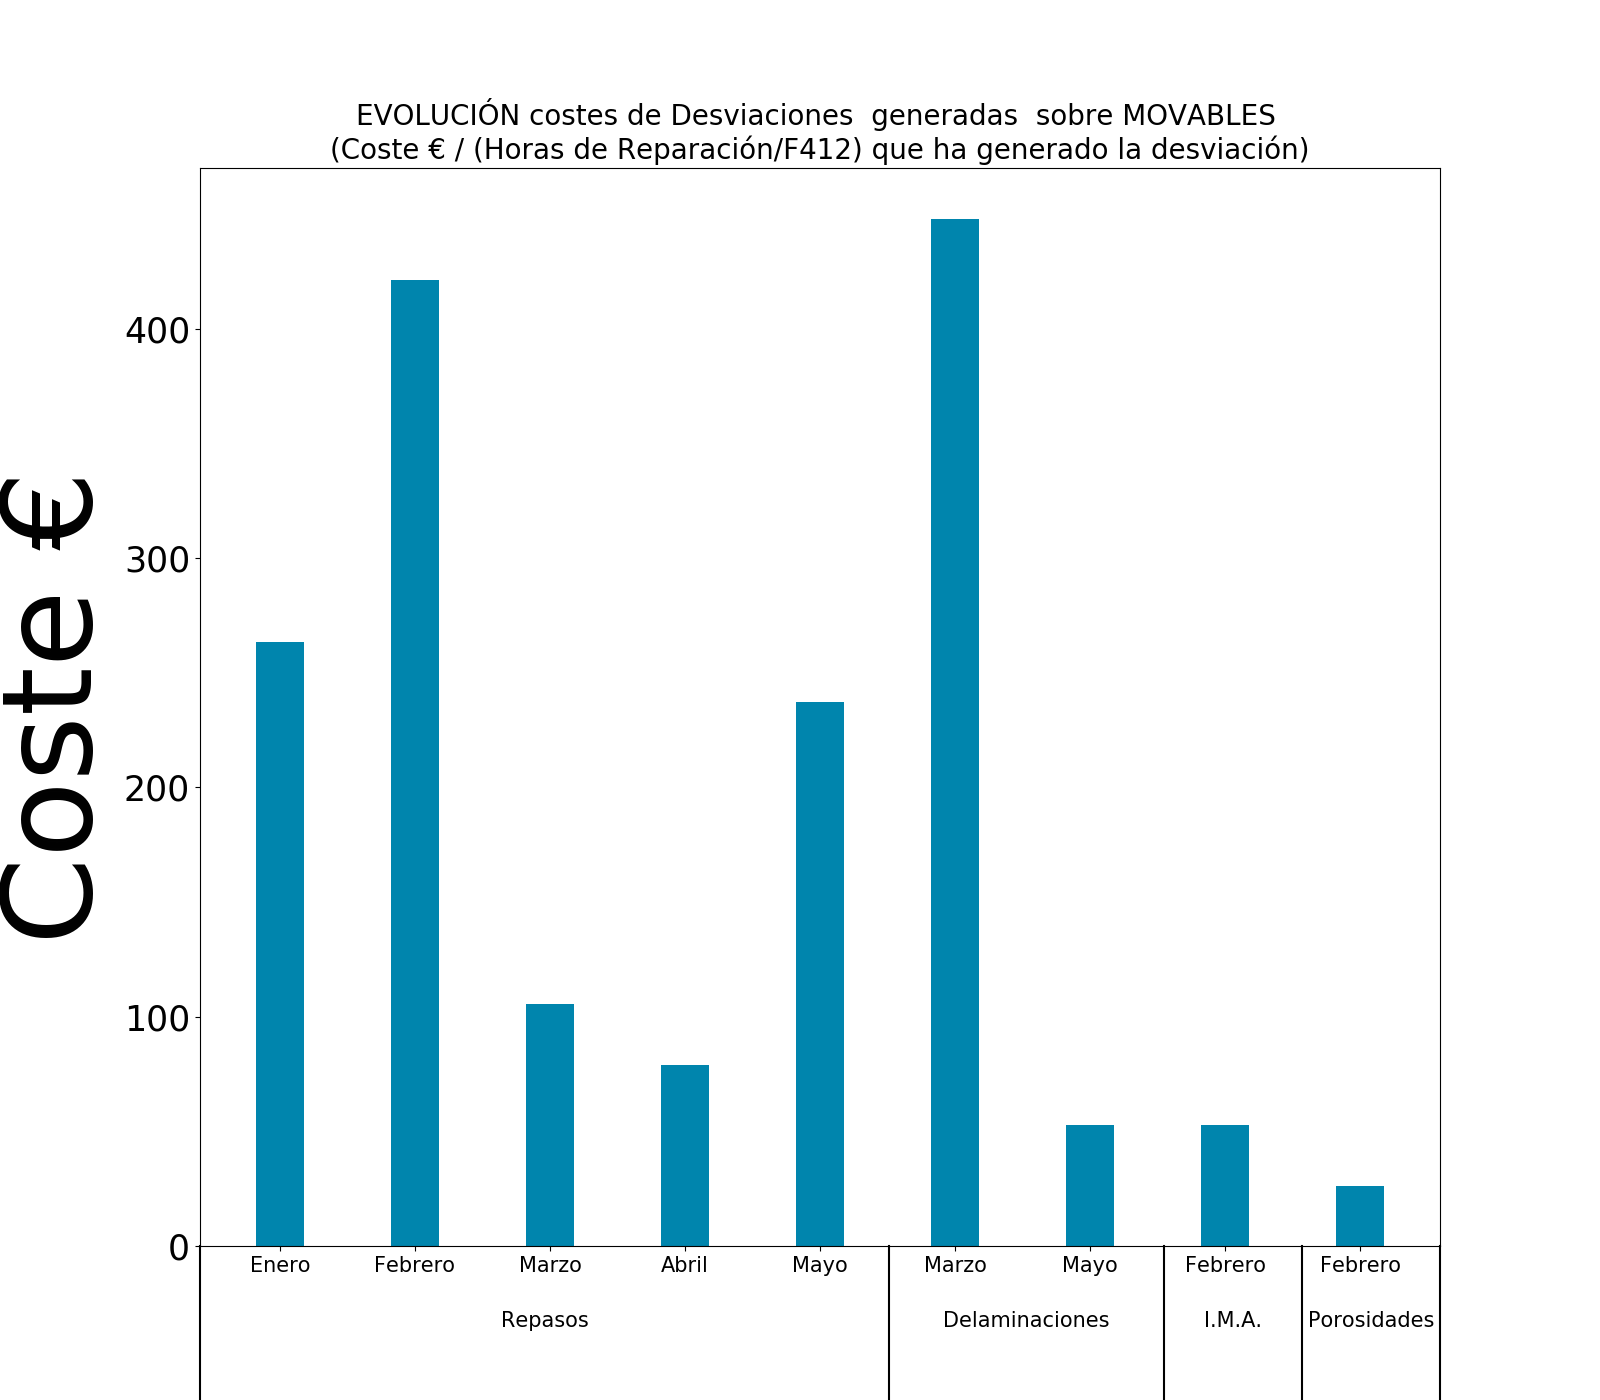 EVOLUCIÓN costes de Desviaciones  generadas  sobre MOVABLES
(Coste € / (Horas de Reparación/F412) que ha generado la desviación)
Coste €
400
300
200
100
0
Enero Febrero Marzo Abril Mayo Marzo Mayo Febrero Febrero
Repasos Delaminaciones I.M.A. Porosidades